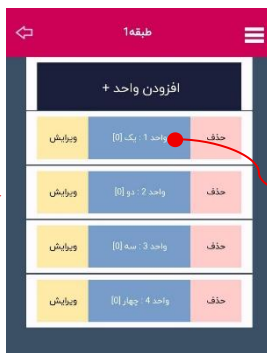 طبقه1
افزودن واحد +
حذف واحد 1 : یک [0] ویرایش
حذف واحد 2 : دو [0] ویرایش
حذف واحد 3 : سه [0] ویرایش
حذف واحد 4 : چهار [0] ویرایش